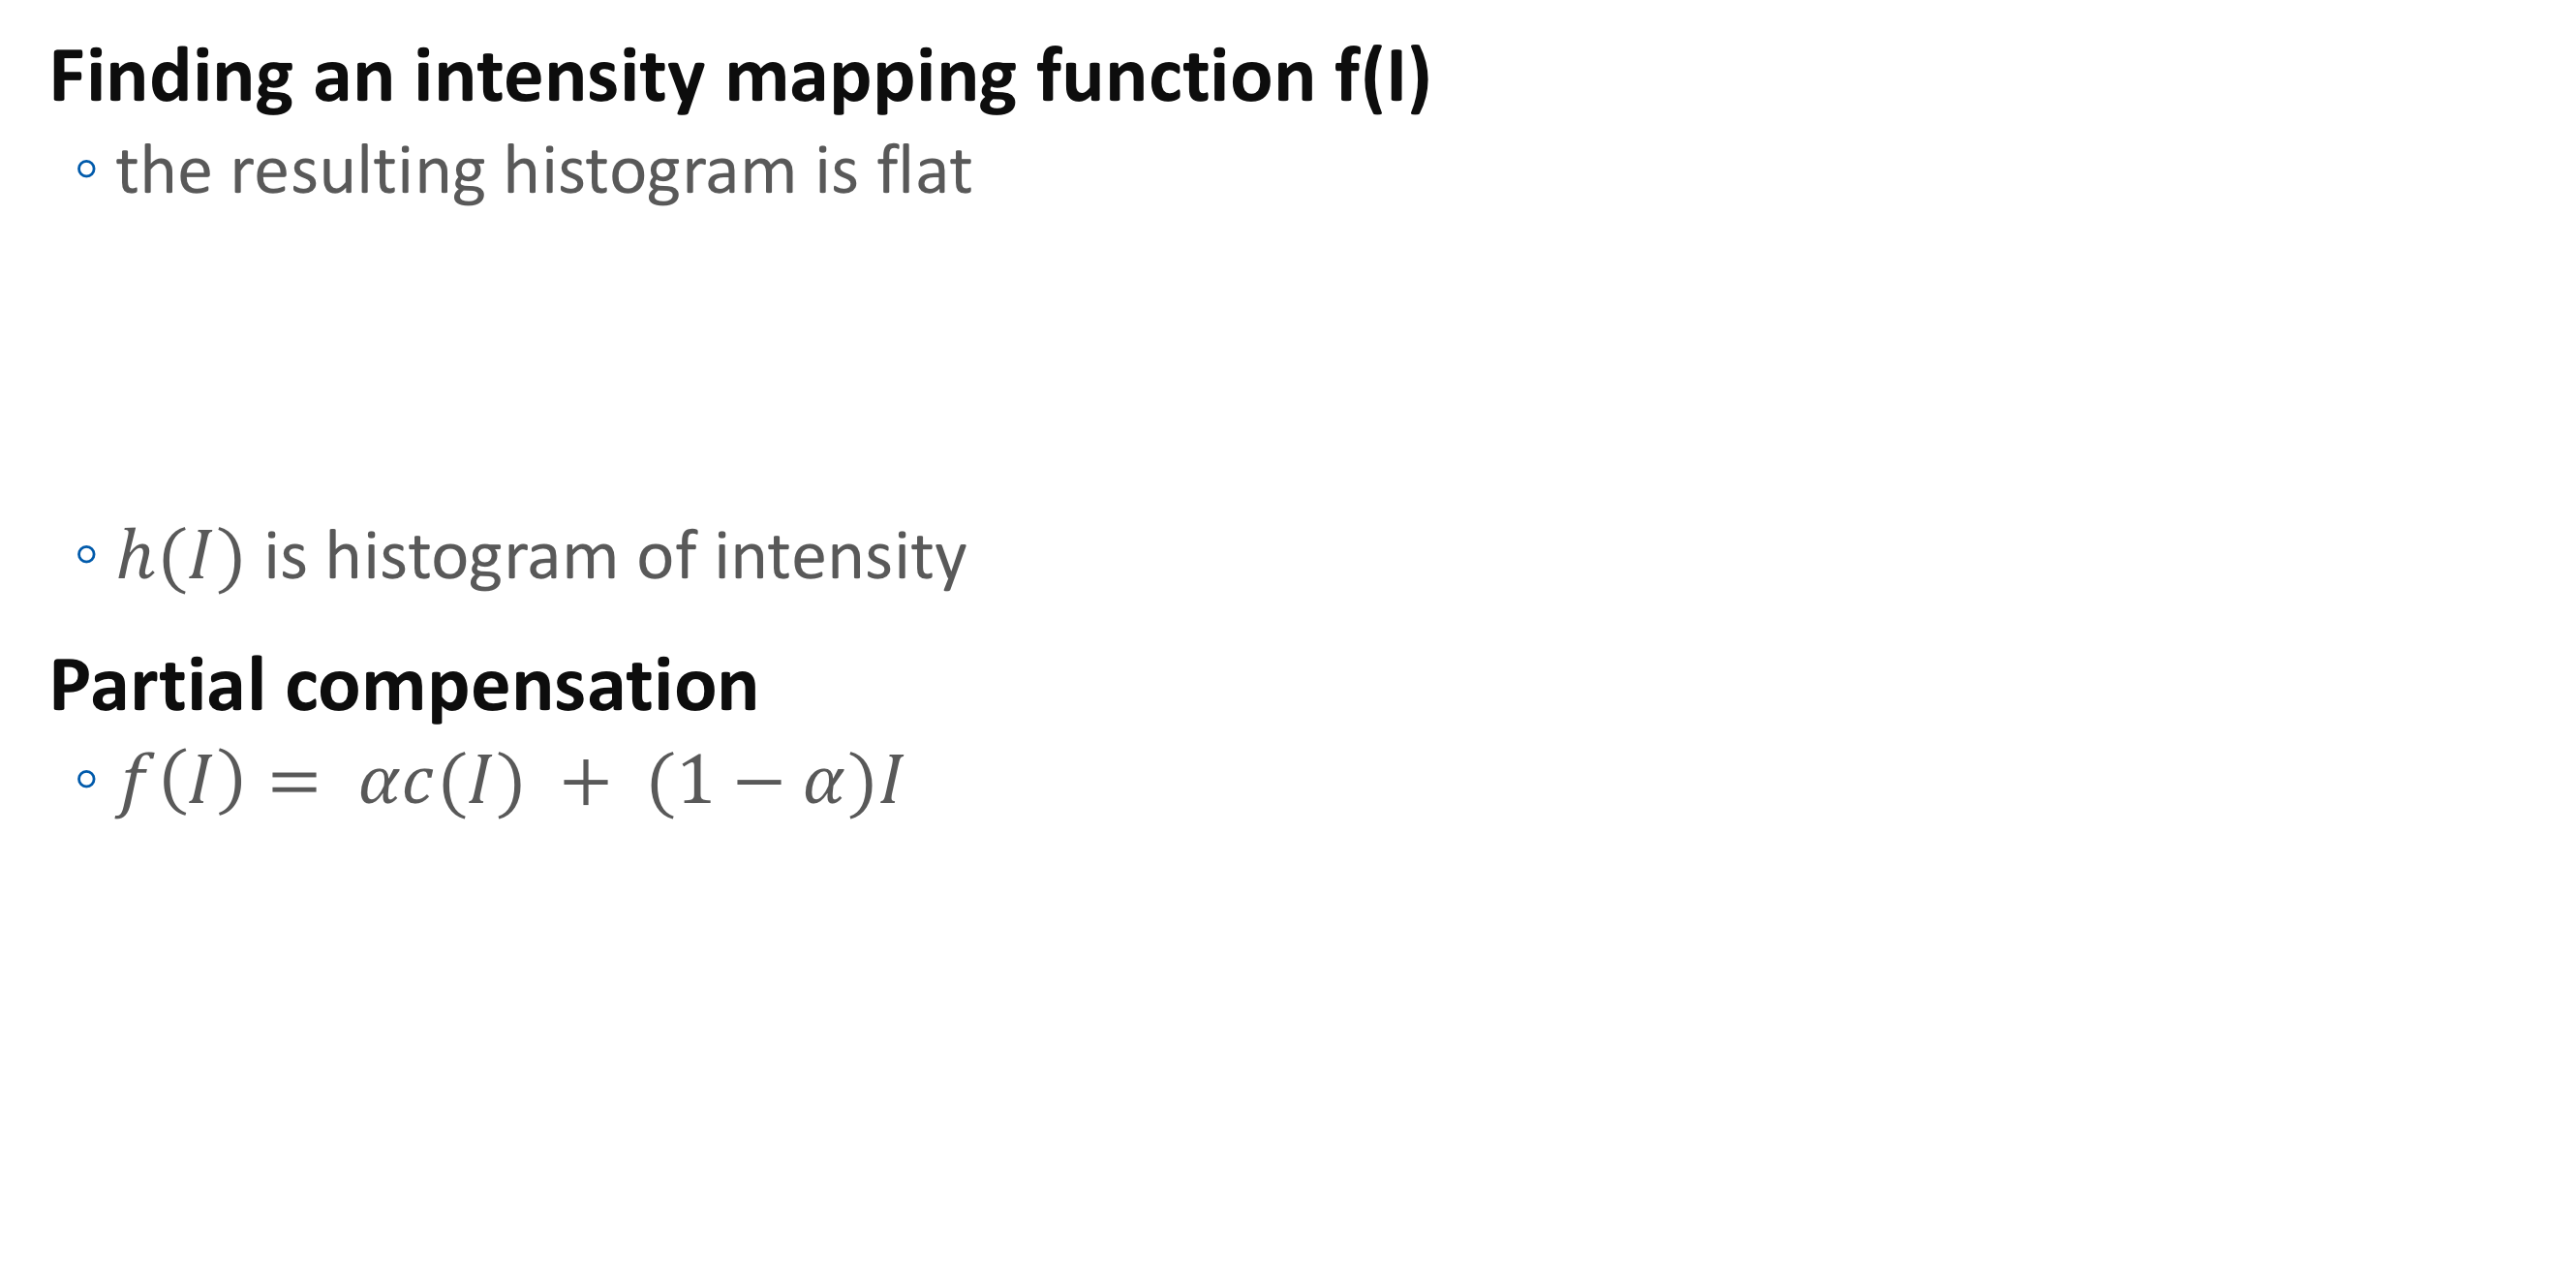 Finding an intensity mapping function f(I)
◦ the resulting histogram is flat
◦ h(I) is histogram of intensity
Partial compensation
◦ f(I) = αc(I) + (1 − α)I